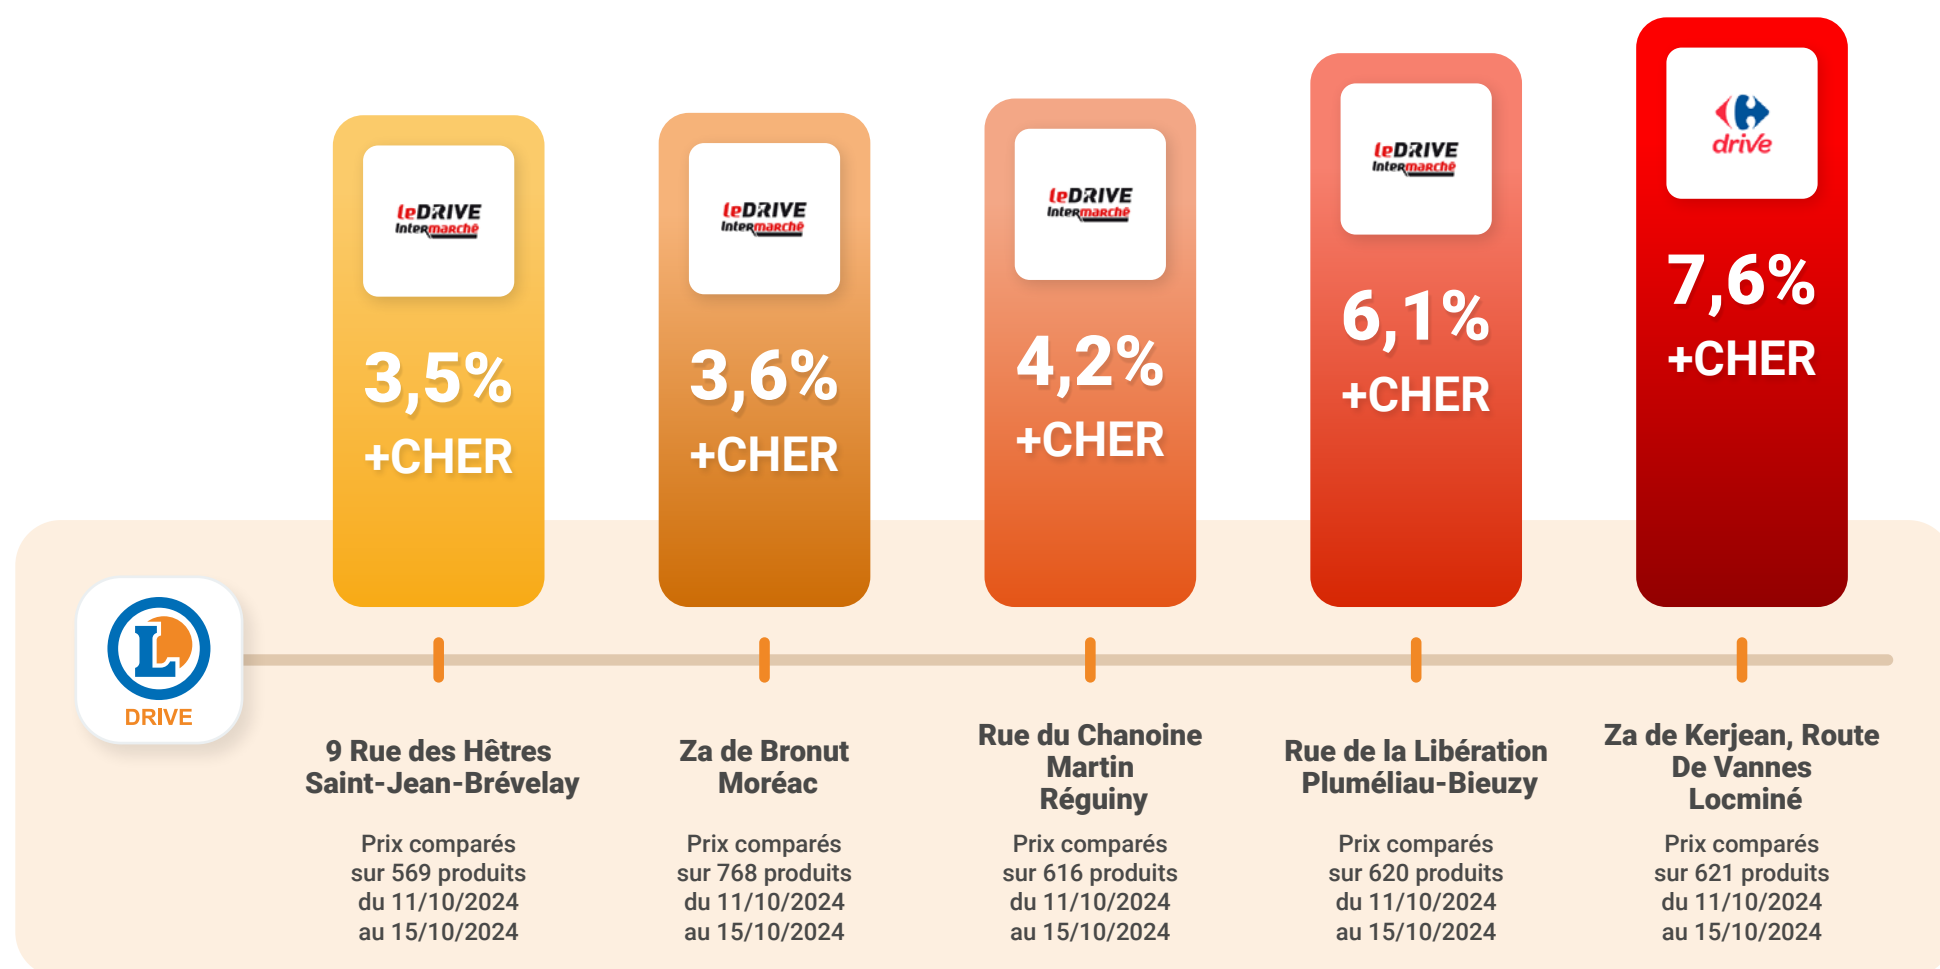 leDRIVE
Intermarché
3,5%
+CHER
leDRIVE
Intermarché
3,6%
+CHER
leDRIVE
Intermarché
4,2%
+CHER
leDRIVE
Intermarché
6,1%
+CHER
drive
7,6%
+CHER
L
DRIVE
9 Rue des Hêtres
Saint-Jean-Brévelay
Prix comparés
sur 569 produits
du 11/10/2024
au 15/10/2024
Za de Bronut
Moréac
Prix comparés
sur 768 produits
du 11/10/2024
au 15/10/2024
Rue du Chanoine
Martin
Réguiny
Prix comparés
sur 616 produits
du 11/10/2024
au 15/10/2024
Rue de la Libération
Pluméliau-Bieuzy
Prix comparés
sur 620 produits
du 11/10/2024
au 15/10/2024
Za de Kerjean, Route
De Vannes
Locminé
Prix comparés
sur 621 produits
du 11/10/2024
au 15/10/2024